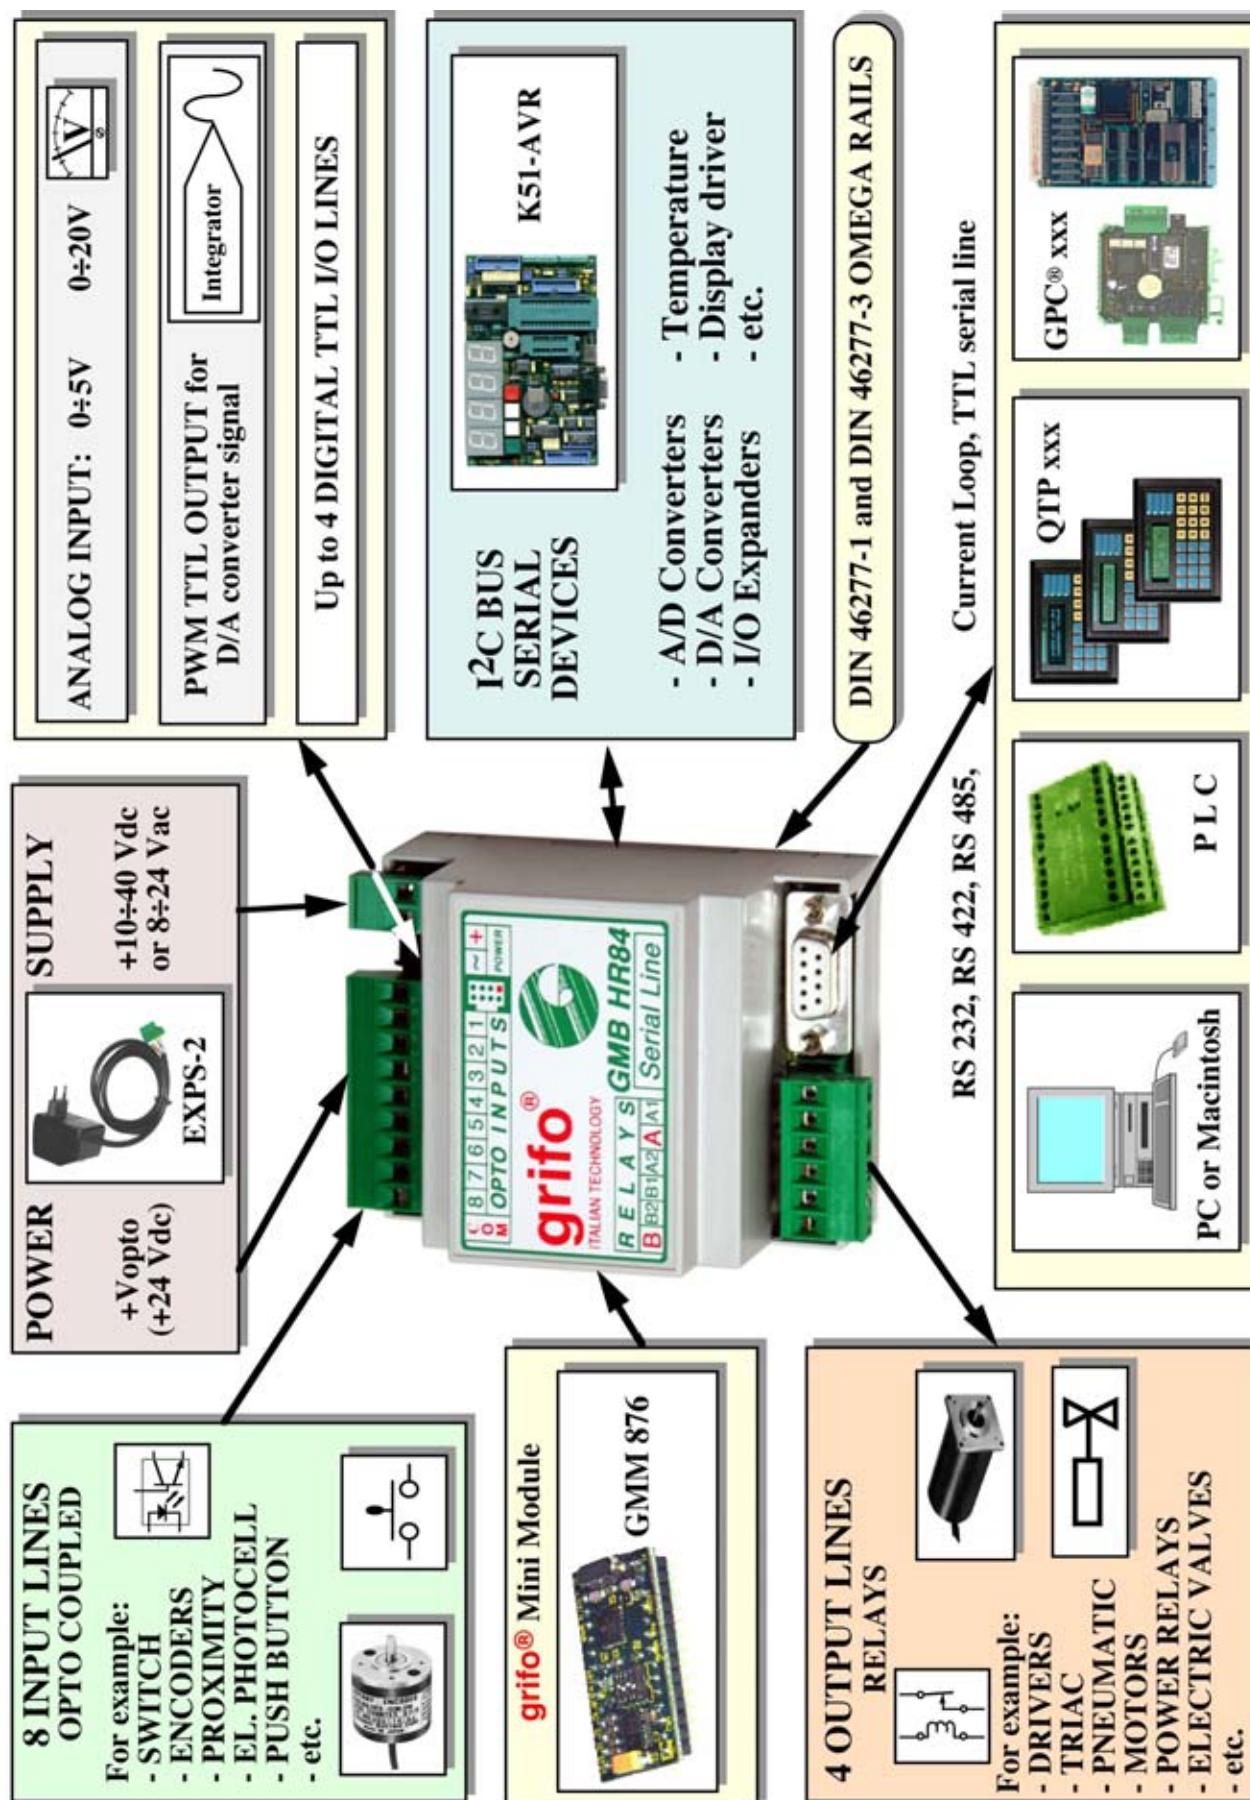 8 INPUT LINES
OPTO COUPLED
For example:
- SWITCH
- ENCODERS
- PROXIMITY
- EL. PHOTOCELL
- PUSH BUTTON
- etc.
POWER
SUPPLY
+Vopto
(+24 Vdc)
EXPS-2
+10÷40 Vdc
or 8÷24 Vac
ANALOG INPUT: 0÷5V 0÷20V
V
PWM TTL OUTPUT for
D/A converter signal
Integrator
Up to 4 DIGITAL TTL I/O LINES
grifo® Mini Module
GMM 876
C O M
8 7 6 5 4 3 2 1
~ +
OPTO INPUTS
POWER
grifo®
ITALIAN TECHNOLOGY
RELAYS
GMB HR84
B B2 B1 A2 A A1
Serial Line
I²C BUS
SERIAL
DEVICES
K51-AVR
- A/D Converters
- D/A Converters
- I/O Expanders
- Temperature
- Display driver
- etc.
DIN 46277-1 and DIN 46277-3 OMEGA RAILS
4 OUTPUT LINES
RELAYS
For example:
- DRIVERS
- TRIAC
- PNEUMATIC
- MOTORS
- POWER RELAYS
- ELECTRIC VALVES
- etc.
RS 232, RS 422, RS 485,
Current Loop, TTL serial line
PC or Macintosh
P L C
QTP xxx
GPC® xxx